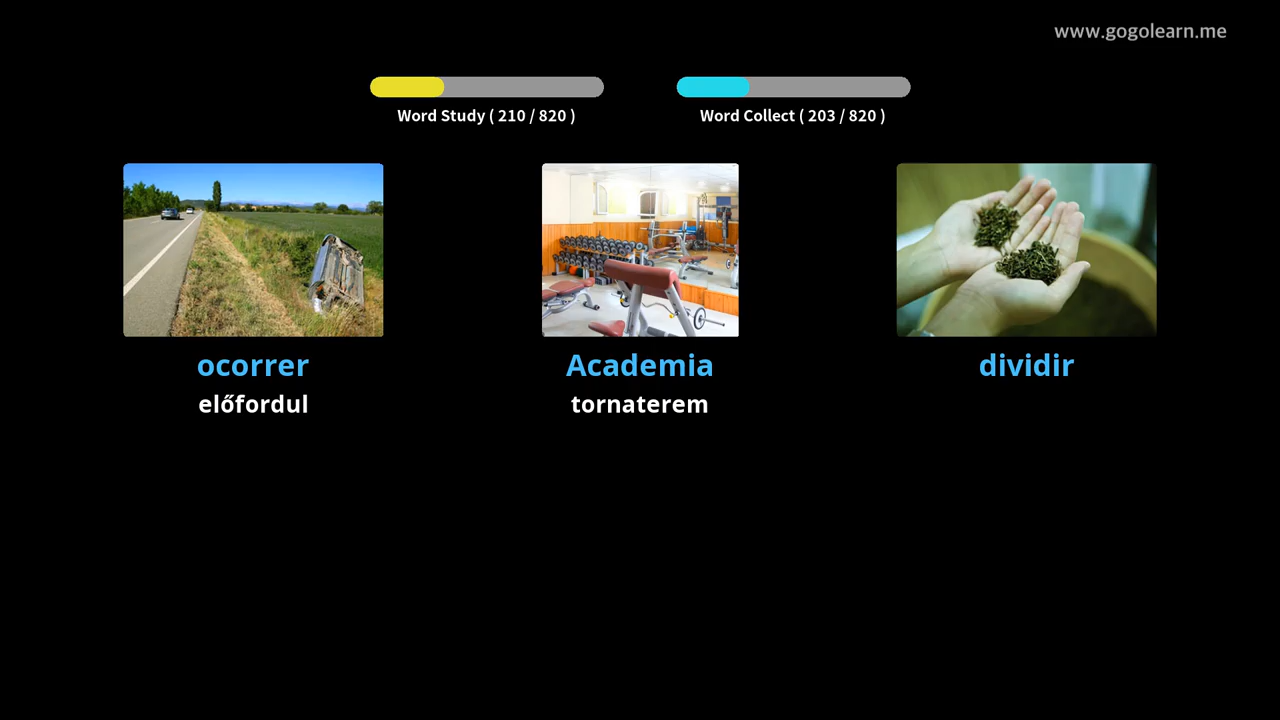 www.gogolearn.me
Word Study ( 210 / 820 )
Word Collect ( 203 / 820 )
ocorrer
Academia
dividir
előfordul
tornaterem